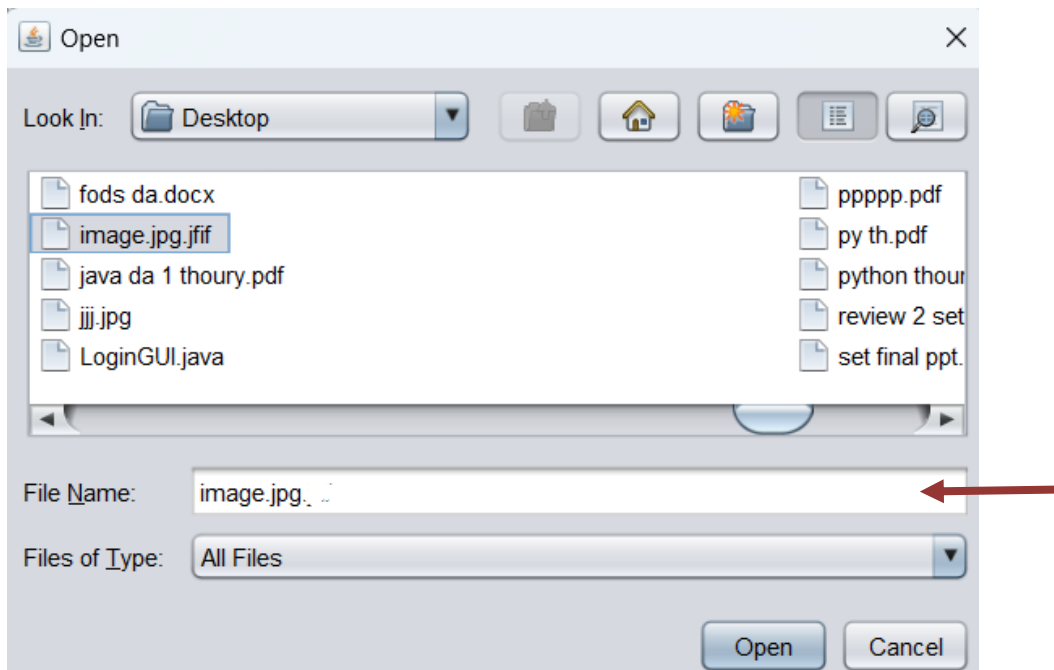 Open
Look In: Desktop
fods da.docx
image.jpg.jfif
java da 1 thoury.pdf
jjj.jpg
LoginGUI.java
ppppp.pdf
py th.pdf
python thour
review 2 set
set final ppt.
File Name: image.jpg.
Files of Type: All Files
Open Cancel